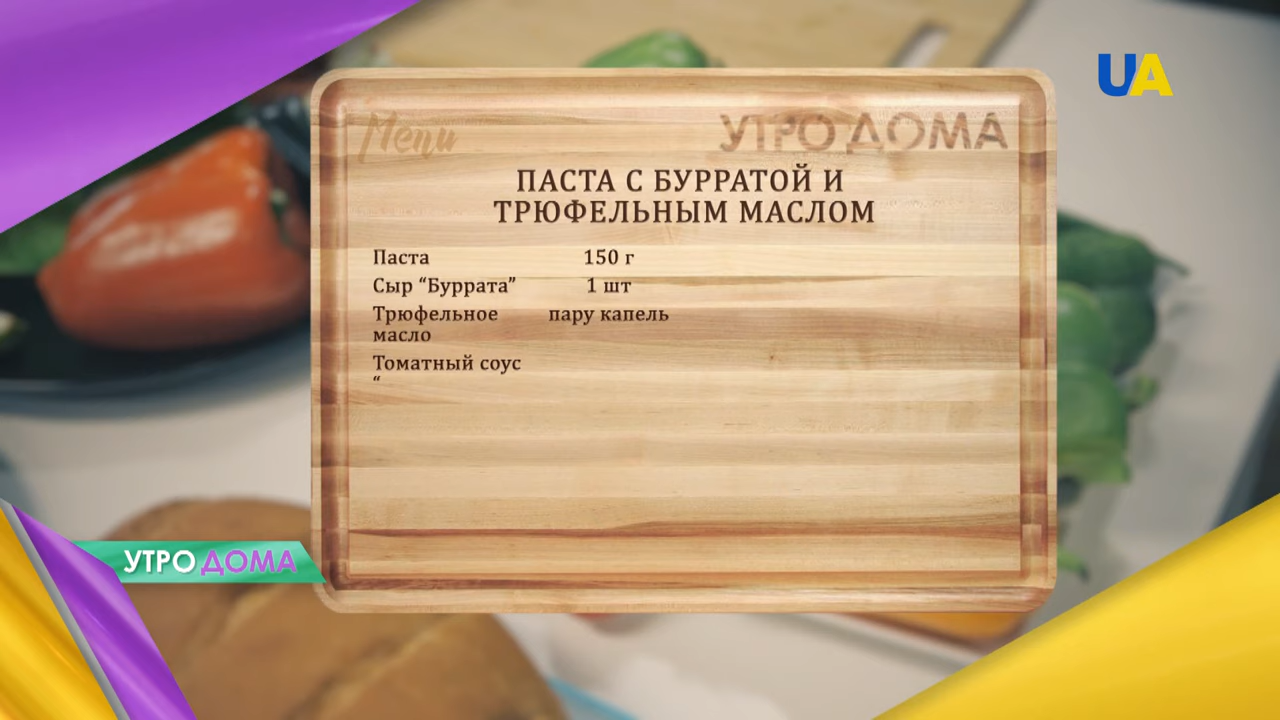 UA
Menu
УТРО ДОМА
ПАСТА С БУРРАТОЙ И
ТРЮФЕЛЬНЫМ МАСЛОМ
Паста 150 г
Сыр “Буррата” 1 шт
Трюфельное пару капель
масло
Томатный соус
“
УТРО ДОМА